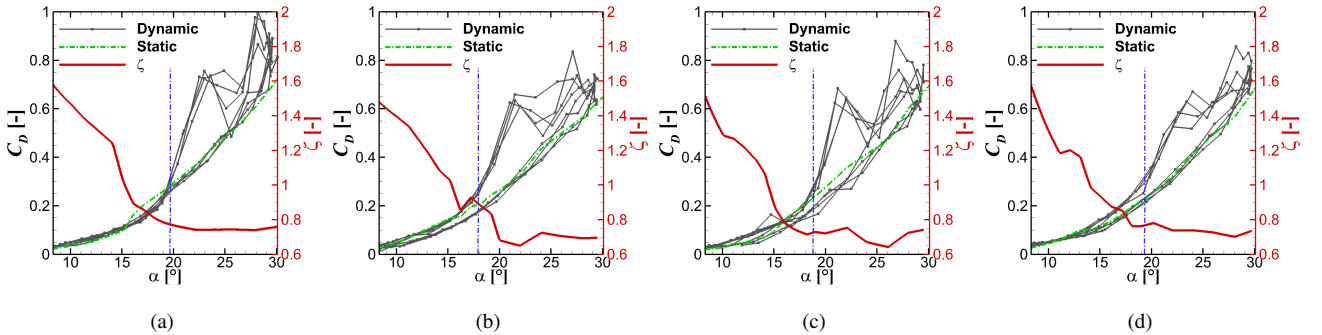 2
2
2
2
1
1
1
1
Dynamic
Dynamic
Dynamic
Dynamic
1.8
1.8
1.8
1.8
Static
Static
Static
Static
0.8
0.8
0.8
0.8
ζ
ζ
ζ
ζ
1.6
1.6
1.6
1.6
0.6
0.6
0.6
0.6
1.4
1.4
1.4
1.4
C_D [-]
C_D [-]
C_D [-]
C_D [-]
ζ [-]
ζ [-]
ζ [-]
ζ [-]
0.4
0.4
0.4
0.4
1.2
1.2
1.2
1.2
1
1
1
1
0.2
0.2
0.2
0.2
0.8
0.8
0.8
0.8
0
0
0
0
0.6
0.6
0.6
0.6
10 15 20 25 30
10 15 20 25 30
10 15 20 25 30
10 15 20 25 30
α [°]
α [°]
α [°]
α [°]
(a)
(b)
(c)
(d)